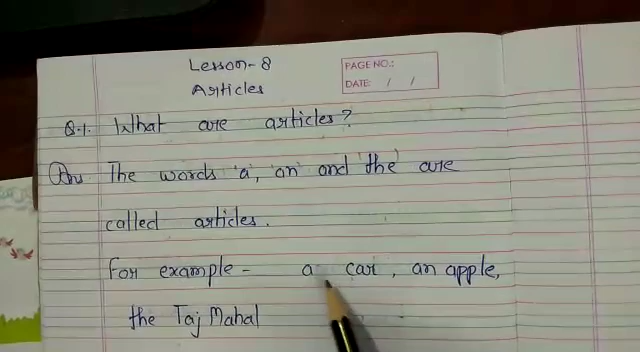 Lesson-8
Articles
PAGE NO.:
DATE: / /
Q.1. What are articles?
Ans The words 'a', 'an' and 'the' are
called articles.
For example - a car, an apple,
the Taj Mahal